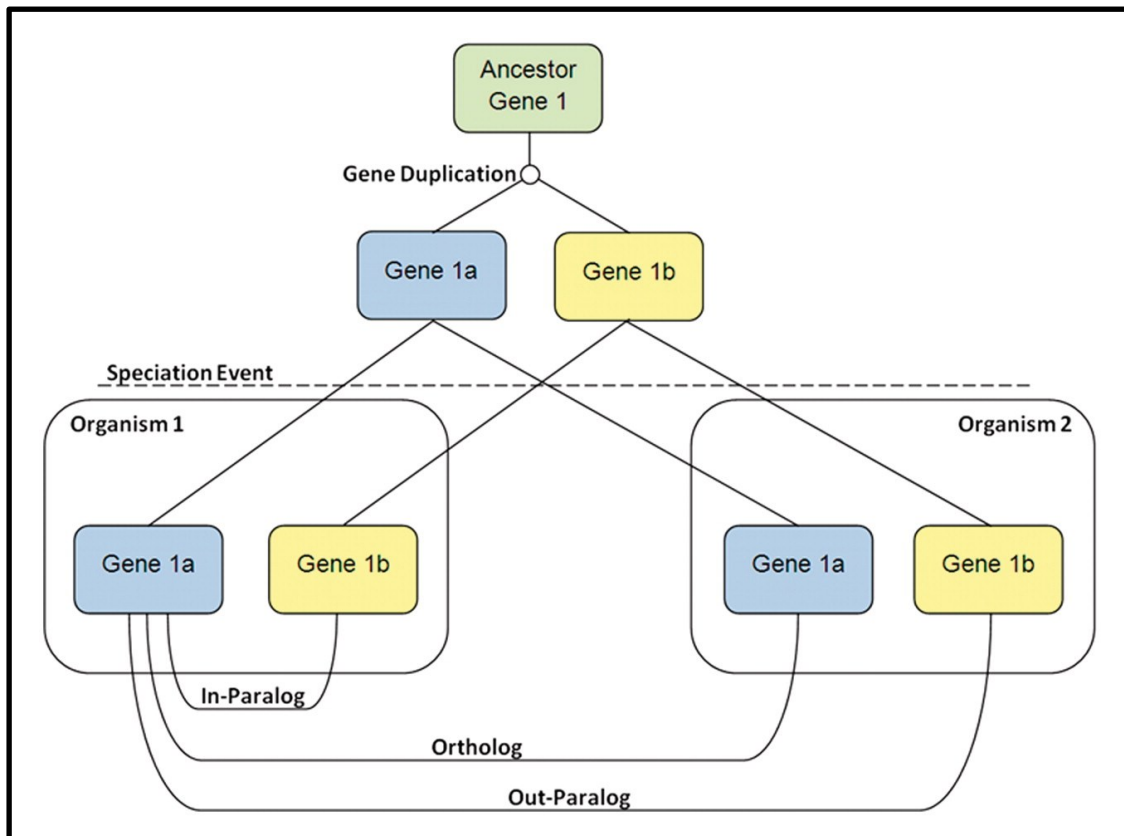 Ancestor
Gene 1
Gene Duplication
Gene 1a
Gene 1b
Speciation Event
Organism 1
Organism 2
Gene 1a
Gene 1b
Gene 1a
Gene 1b
In-Paralog
Ortholog
Out-Paralog